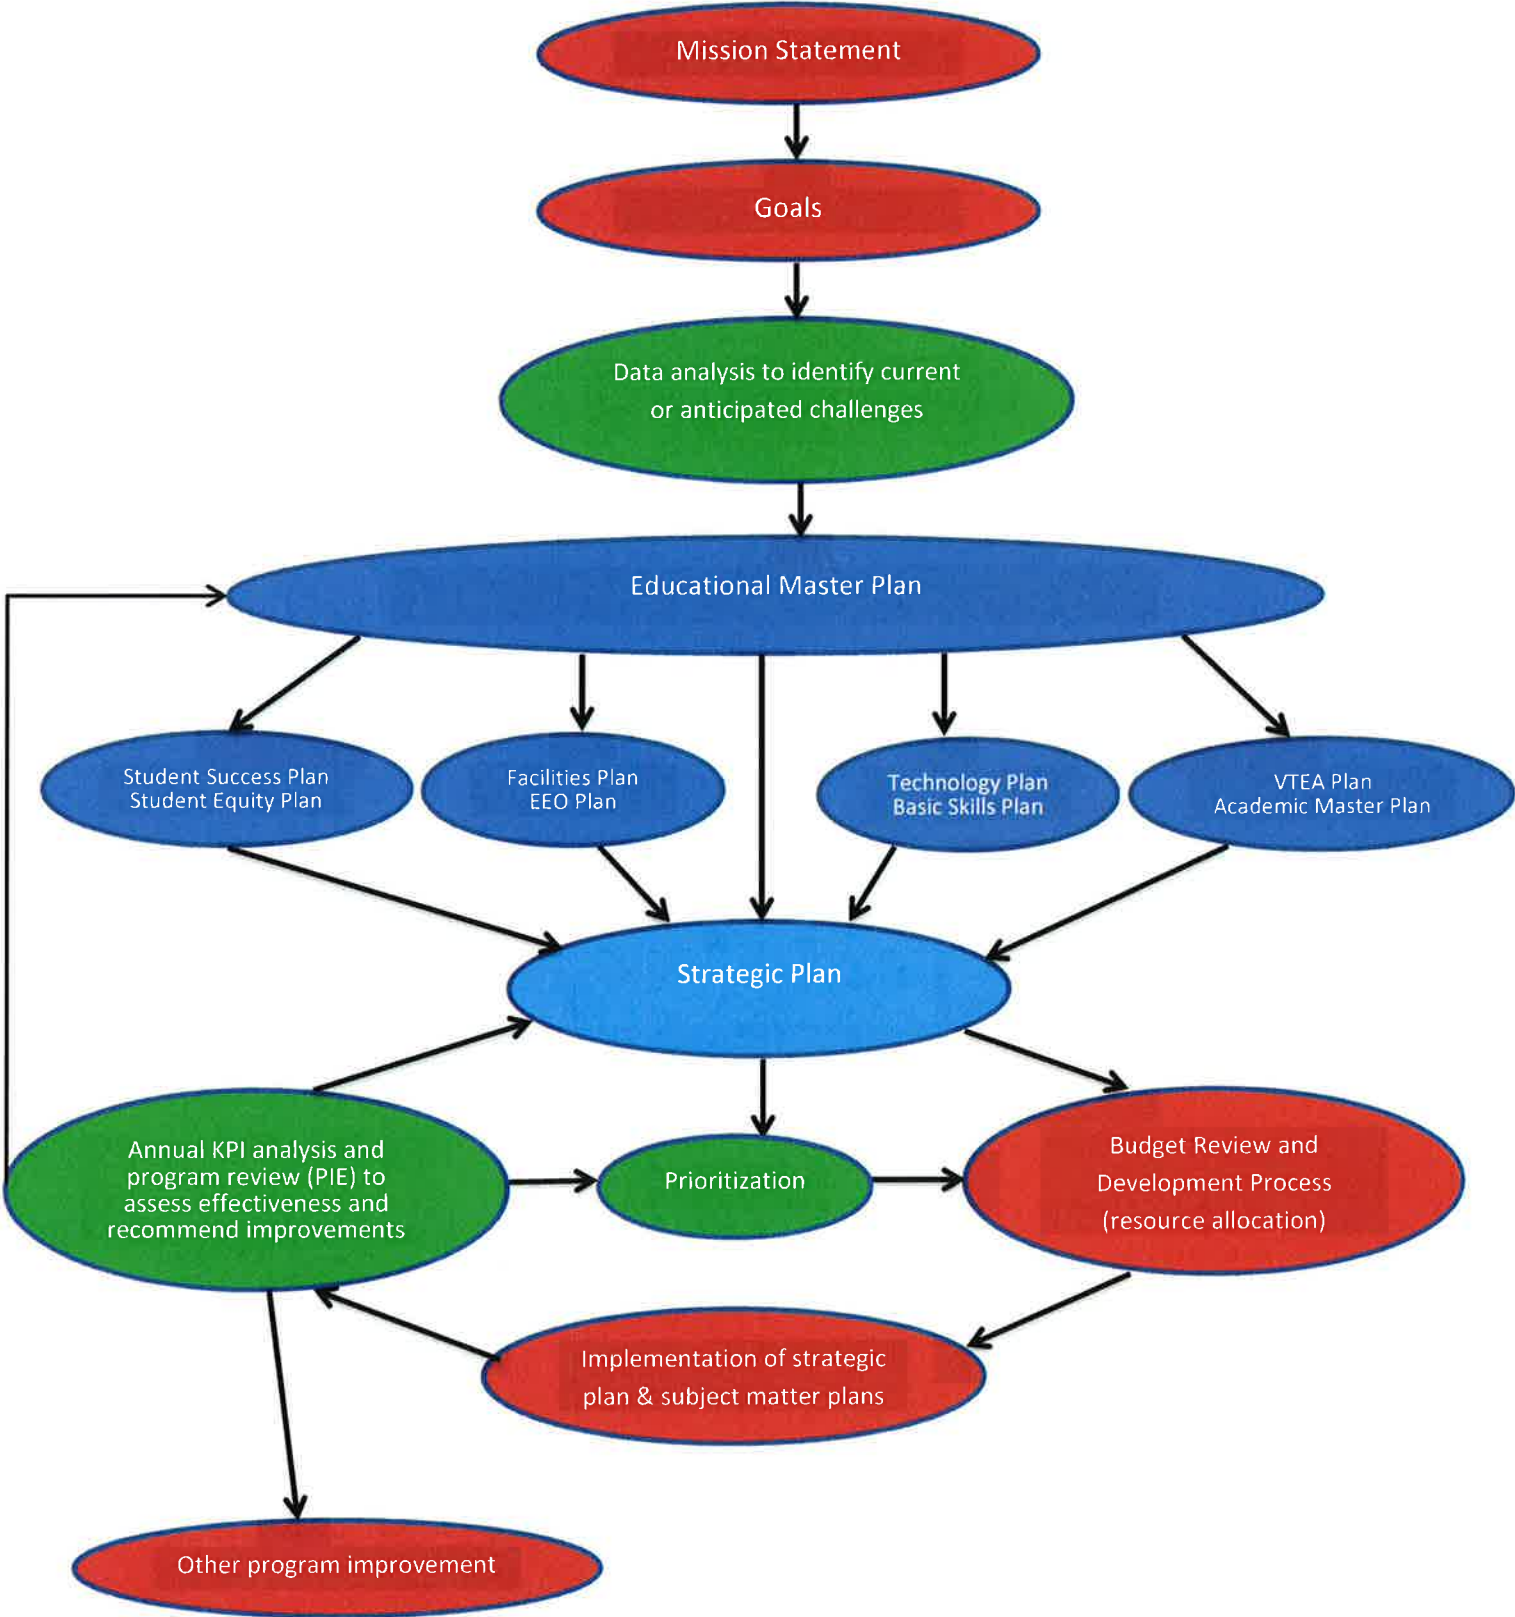 Mission Statement
Goals
Data analysis to identify current
or anticipated challenges
Educational Master Plan
Student Success Plan
Student Equity Plan
Facilities Plan
EEO Plan
Technology Plan
Basic Skills Plan
VTEA Plan
Academic Master Plan
Strategic Plan
Annual KPI analysis and
program review (PIE) to
assess effectiveness and
recommend improvements
Prioritization
Budget Review and
Development Process
(resource allocation)
Implementation of strategic
plan & subject matter plans
Other program improvement